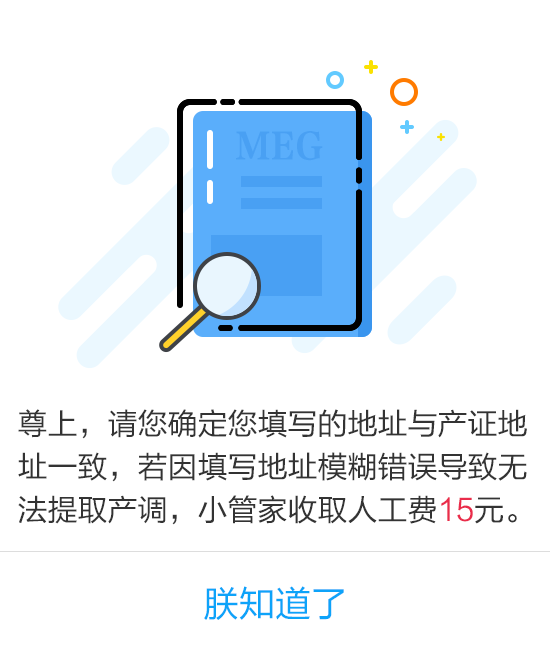 MEG
尊上，请您确定您填写的地址与产证地
址一致，若因填写地址模糊错误导致无
法提取产调，小管家收取人工费15元。
朕知道了